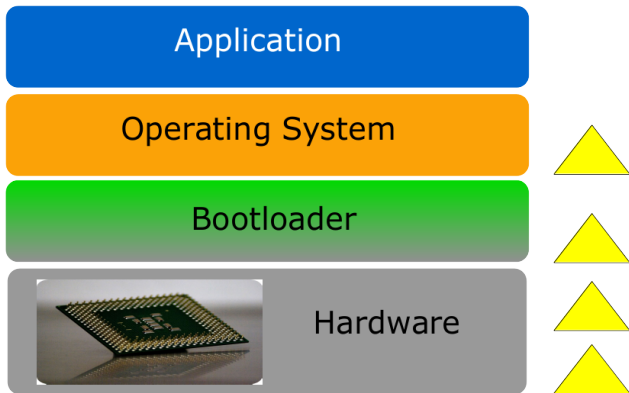 Application
Operating System
Bootloader
Hardware